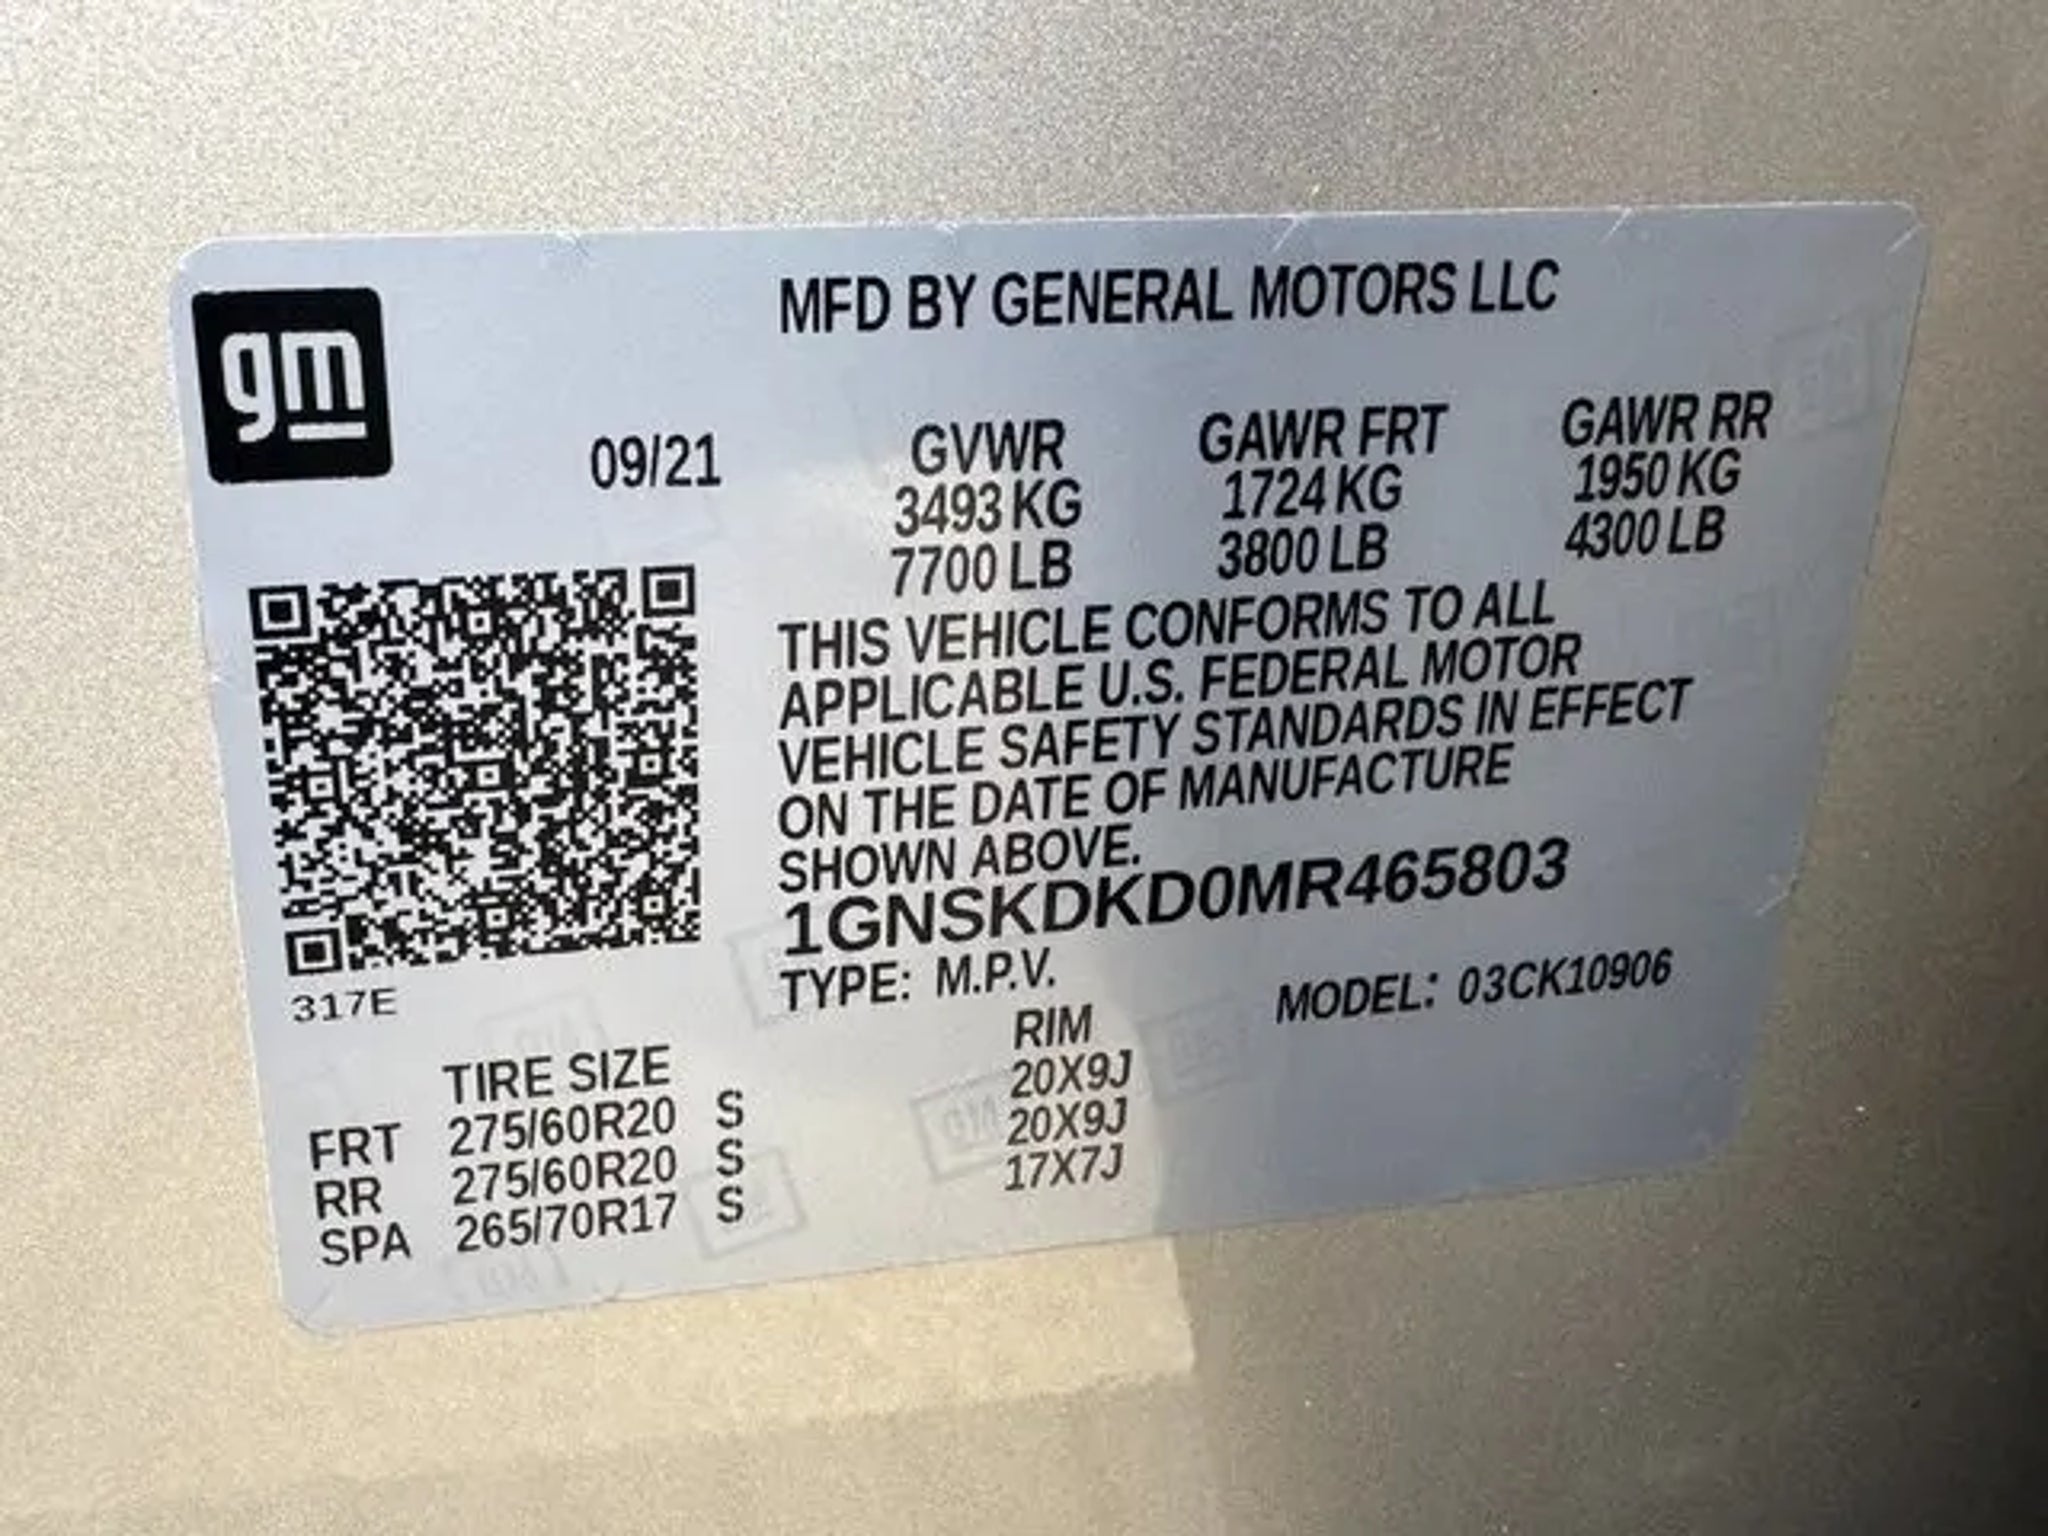 gm
MFD BY GENERAL MOTORS LLC
09/21
GVWR GAWR FRT GAWR RR
3493 KG 1724 KG 1950 KG
7700 LB 3800 LB 4300 LB
THIS VEHICLE CONFORMS TO ALL
APPLICABLE U.S. FEDERAL MOTOR
VEHICLE SAFETY STANDARDS IN EFFECT
ON THE DATE OF MANUFACTURE
SHOWN ABOVE.
1GNSKDKD0MR465803
TYPE: M.P.V. MODEL: 03CK10906
317E
TIRE SIZE RIM
FRT 275/60R20 S 20X9J
RR 275/60R20 S 20X9J
SPA 265/70R17 S 17X7J